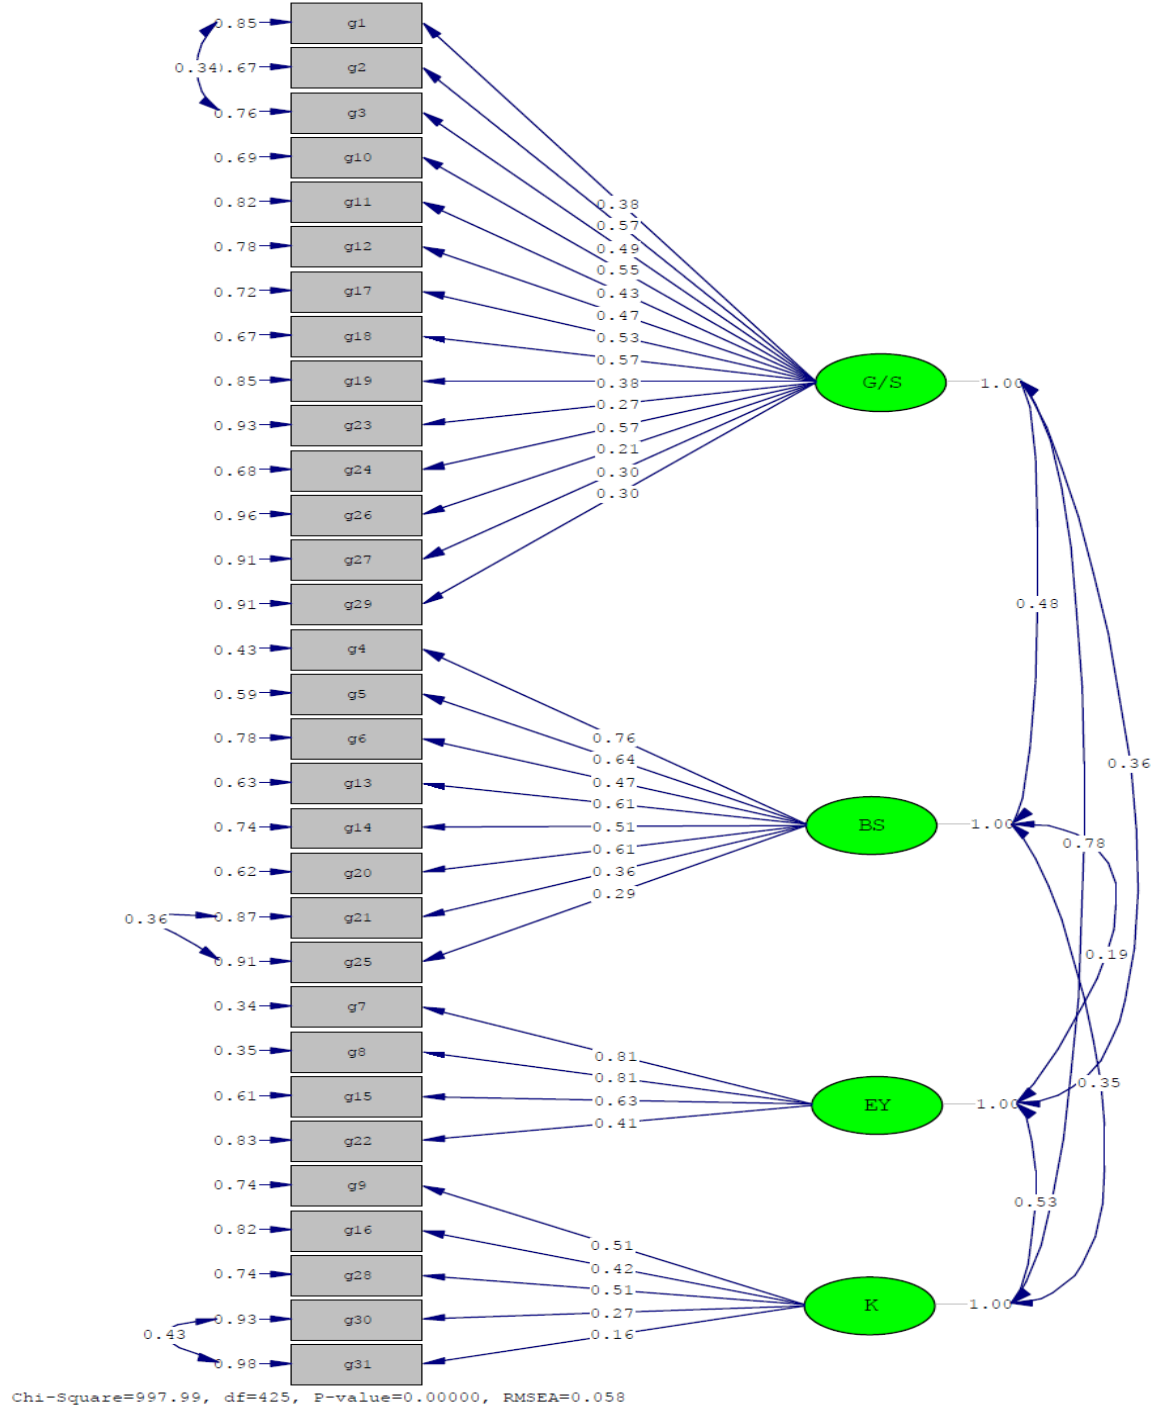 0.85 g1
0.34 0.67 g2
0.76 g3
0.69 g10
0.82 g11
0.38
0.57
0.78 g12
0.49
0.55
0.72 g17
0.43
0.47
0.67 g18
0.53
0.57
0.85 g19 0.38 G/S 1.00
0.27
0.93 g23
0.57
0.21
0.68 g24 0.30
0.30
0.96 g26
0.91 g27
0.91 g29 0.48
0.43 g4
0.59 g5
0.78 g6 0.76
0.64
0.36
0.63 g13 0.47
0.61
0.74 g14 0.51 BS 1.00
0.78
0.61
0.62 g20 0.36
0.29
0.36 0.87 g21
0.91 g25 0.19
0.34 g7
0.35 g8 0.81
0.81
0.35
0.61 g15 0.63 EY 1.00
0.41
0.83 g22
0.74 g9
0.53
0.82 g16 0.51
0.42
0.74 g28 0.51
K 1.00
0.27
0.93 g30
0.43 0.16
0.98 g31
Chi-Square=997.99, df=425, P-value=0.00000, RMSEA=0.058